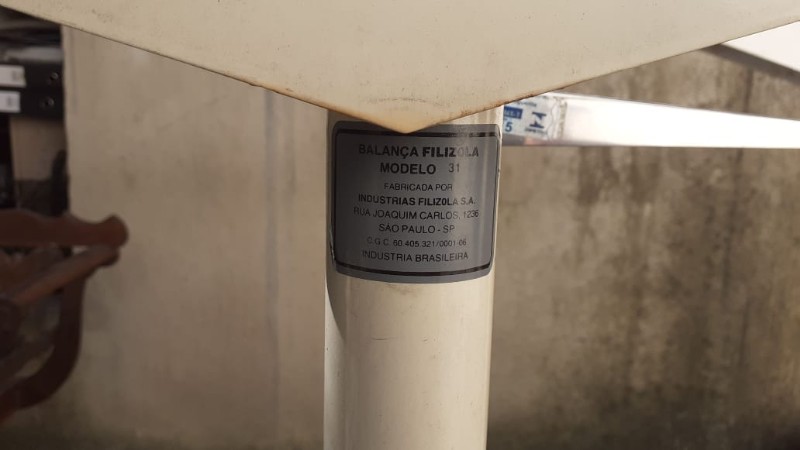 BALANÇA FILIZOLA
MODELO 31
FABRICADA POR
INDUSTRIAS FILIZOLA S.A.
RUA JOAQUIM CARLOS, 1236
SÃO PAULO - SP
C.G.C. 60.405.321/0001-06
INDUSTRIA BRASILEIRA
5